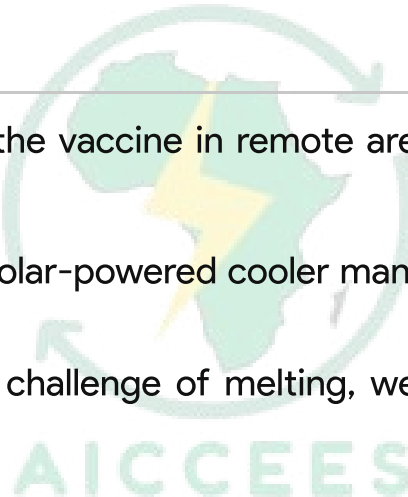 the vaccine in remote are
olar-powered cooler man
challenge of melting, we
AICCEES